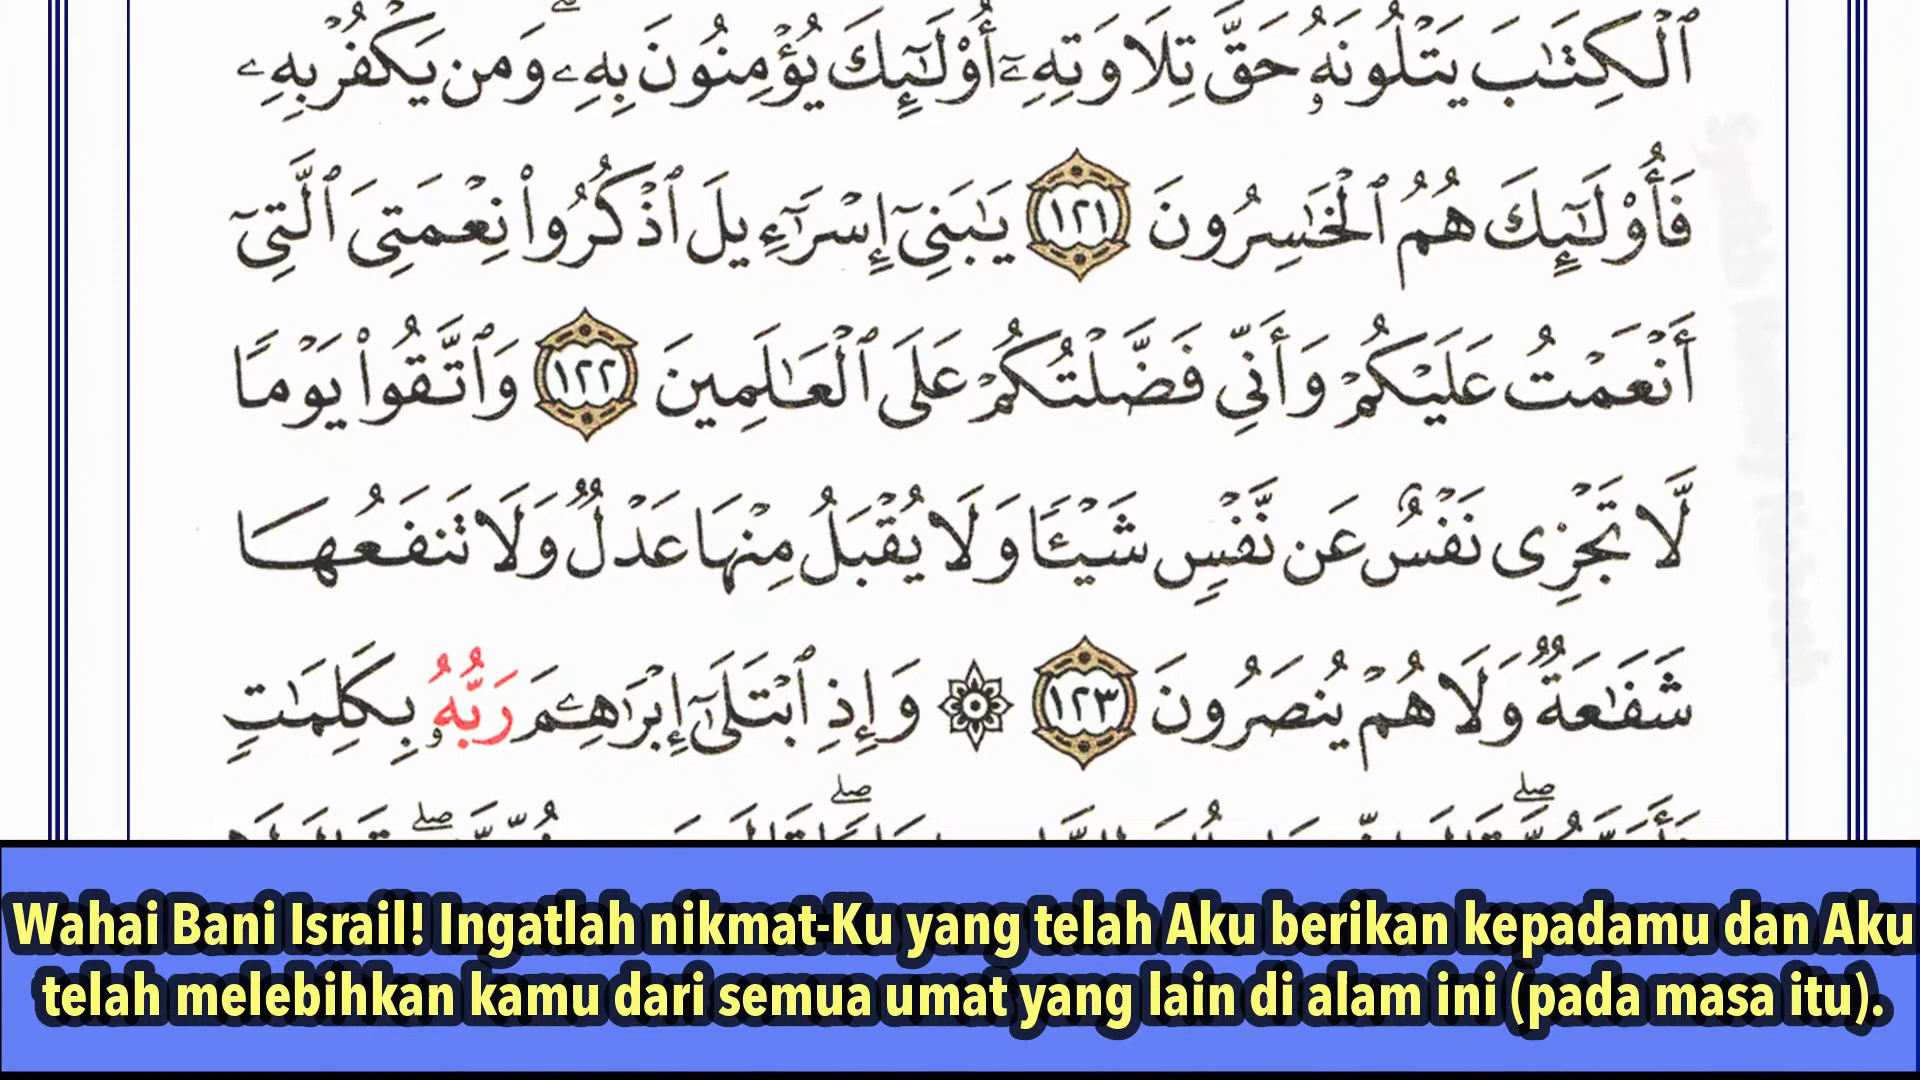 ٱلْكِتَٰبَ يَتْلُونَهُۥ حَقَّ تِلَاوَتِهِۦٓ أُو۟لَٰٓئِكَ يُؤْمِنُونَ بِهِۦ ۗ وَمَن يَكْفُرْ بِهِۦ
فَأُو۟لَٰٓئِكَ هُمُ ٱلْخَٰسِرُونَ ١٢١ يَٰبَنِىٓ إِسْرَٰٓءِيلَ ٱذْكُرُوا۟ نِعْمَتِىَ ٱلَّتِىٓ
أَنْعَمْتُ عَلَيْكُمْ وَأَنِّى فَضَّلْتُكُمْ عَلَى ٱلْعَٰلَمِينَ ١٢٢ وَٱتَّقُوا۟ يَوْمًا
لَّا تَجْزِى نَفْسٌ عَن نَّفْسٍ شَيْـًٔا وَلَا يُقْبَلُ مِنْهَا عَدْلٌ وَلَا تَنفَعُهَا
شَفَٰعَةٌ وَلَا هُمْ يُنصَرُونَ ١٢٣ ۞ وَإِذِ ٱبْتَلَىٰٓ إِبْرَٰهِـۧمَ رَبُّهُۥ بِكَلِمَٰتٍ
Wahai Bani Israil! Ingatlah nikmat-Ku yang telah Aku berikan kepadamu dan Aku
telah melebihkan kamu dari semua umat yang lain di alam ini (pada masa itu).